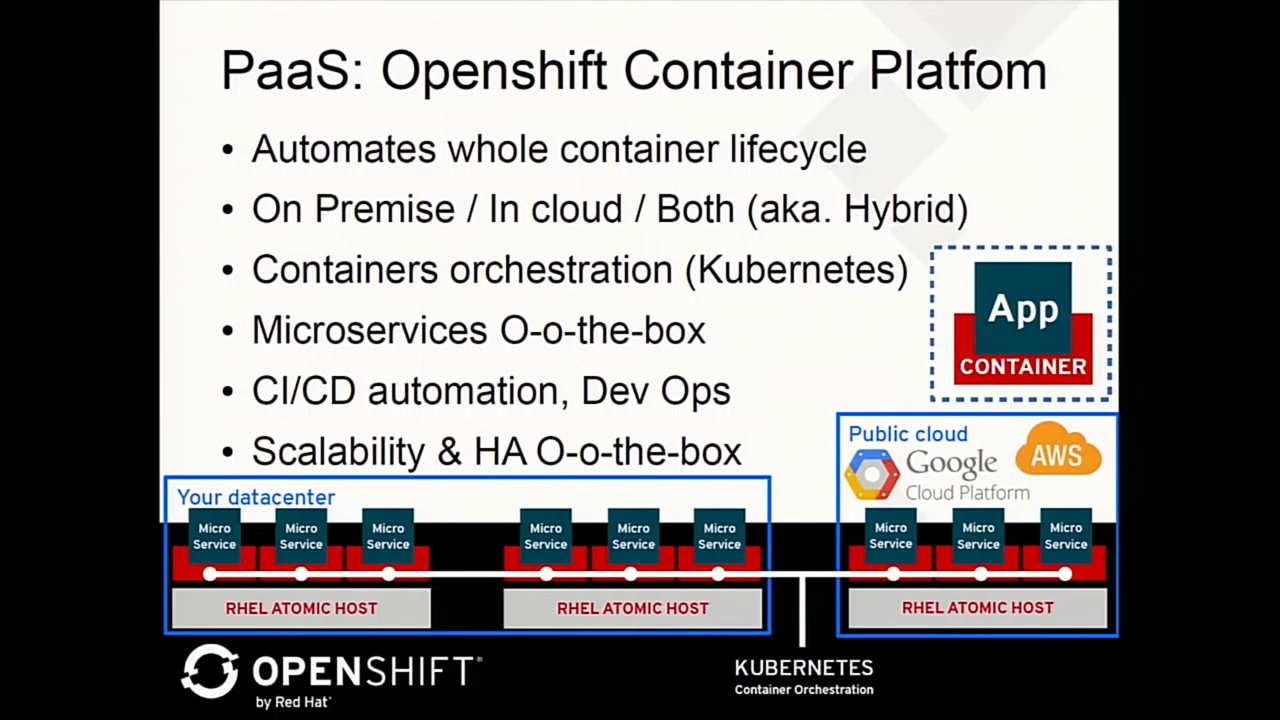 PaaS: Openshift Container Platfom
• Automates whole container lifecycle
• On Premise / In cloud / Both (aka. Hybrid)
• Containers orchestration (Kubernetes)
• Microservices O-o-the-box
• CI/CD automation, Dev Ops
• Scalability & HA O-o-the-box
App
CONTAINER
Your datacenter
Micro Service
Micro Service
Micro Service
RHEL ATOMIC HOST
Micro Service
Micro Service
Micro Service
RHEL ATOMIC HOST
Public cloud
Google
Cloud Platform
AWS
Micro Service
Micro Service
Micro Service
RHEL ATOMIC HOST
OPENSHIFT
by Red Hat
KUBERNETES
Container Orchestration